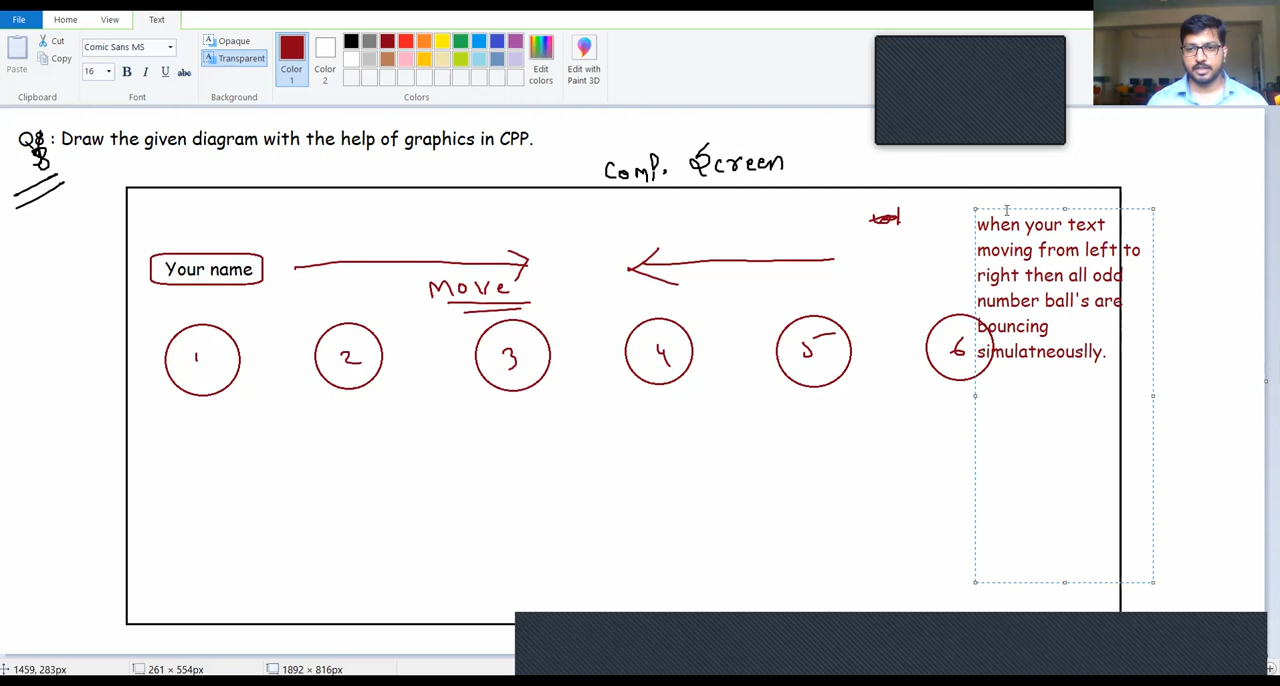 File Home View Text
Cut
Copy
Paste
Clipboard
Comic Sans MS
16 B I U abc
Font
Opaque
Transparent
Background
Color 1
Color 2
Colors
Edit colors
Edit with Paint 3D
: Draw the given diagram with the help of graphics in CPP.
8
Comp. Screen
Your name
Move
1 2 3 4 5 6
when your text
moving from left to
right then all odd
number ball's are
bouncing
simulatneouslly.
1459, 283px 261 × 554px 1892 × 816px